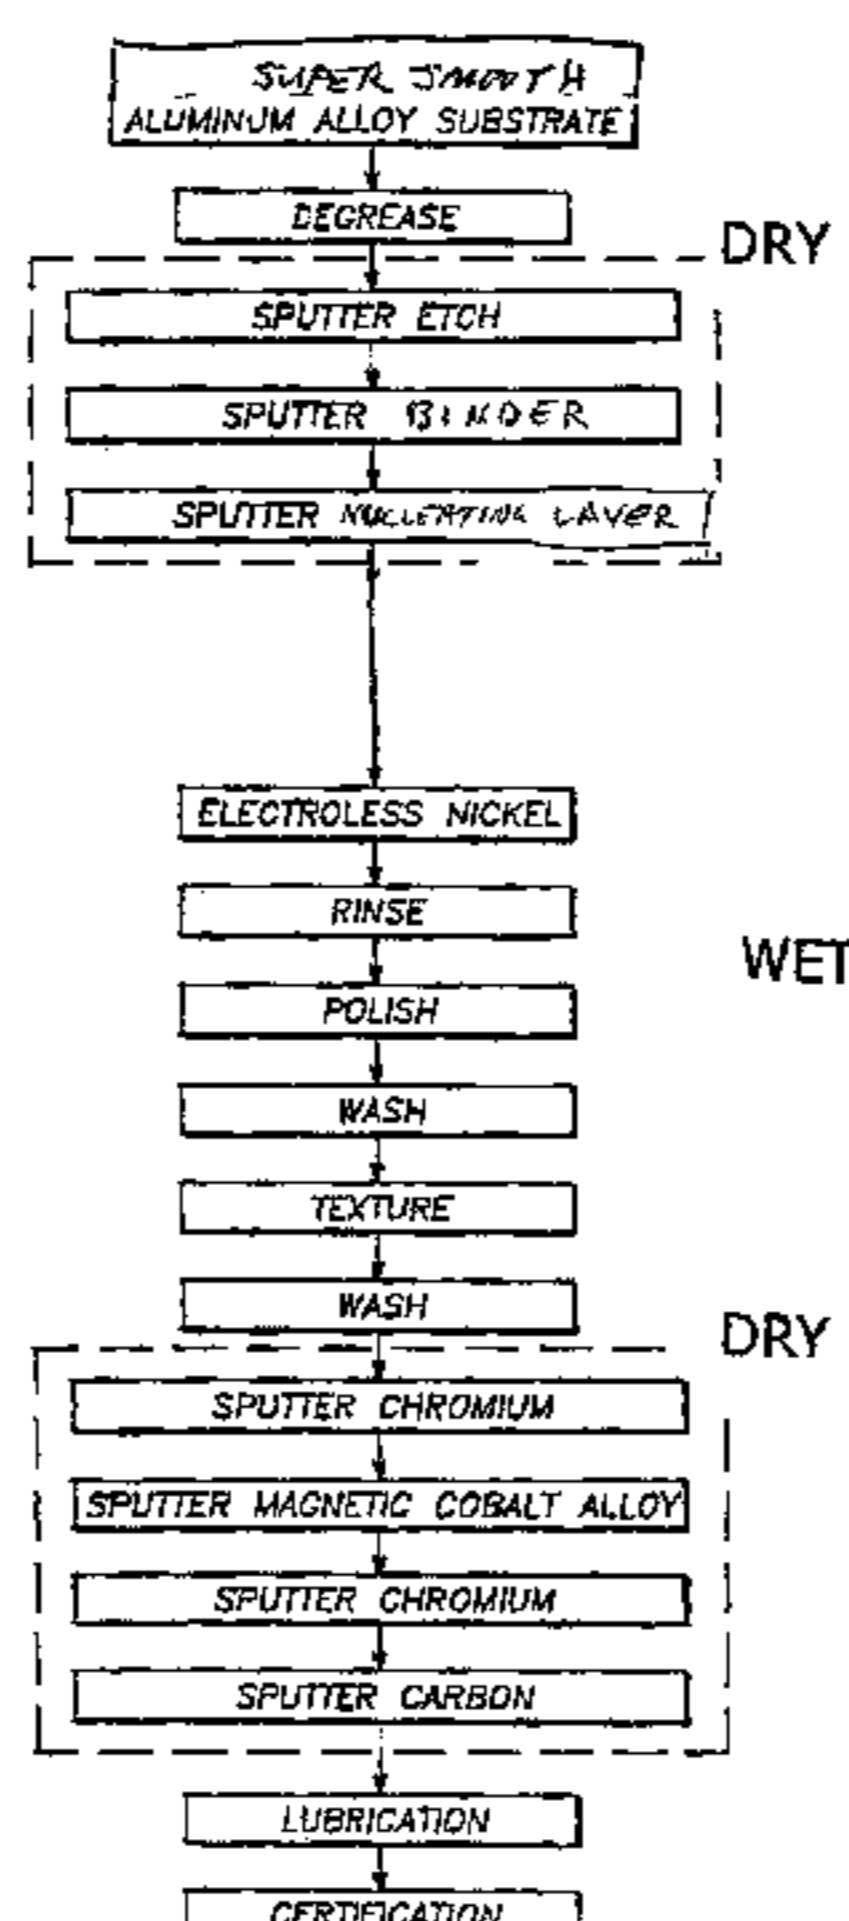 SUPER SMOOTH
ALUMINUM ALLOY SUBSTRATE
DEGREASE
DRY
SPUTTER ETCH
SPUTTER BINDER
SPUTTER NUCLEATING LAYER
ELECTROLESS NICKEL
RINSE
WET
POLISH
WASH
TEXTURE
WASH
DRY
SPUTTER CHROMIUM
SPUTTER MAGNETIC COBALT ALLOY
SPUTTER CHROMIUM
SPUTTER CARBON
LUBRICATION
CERTIFICATION